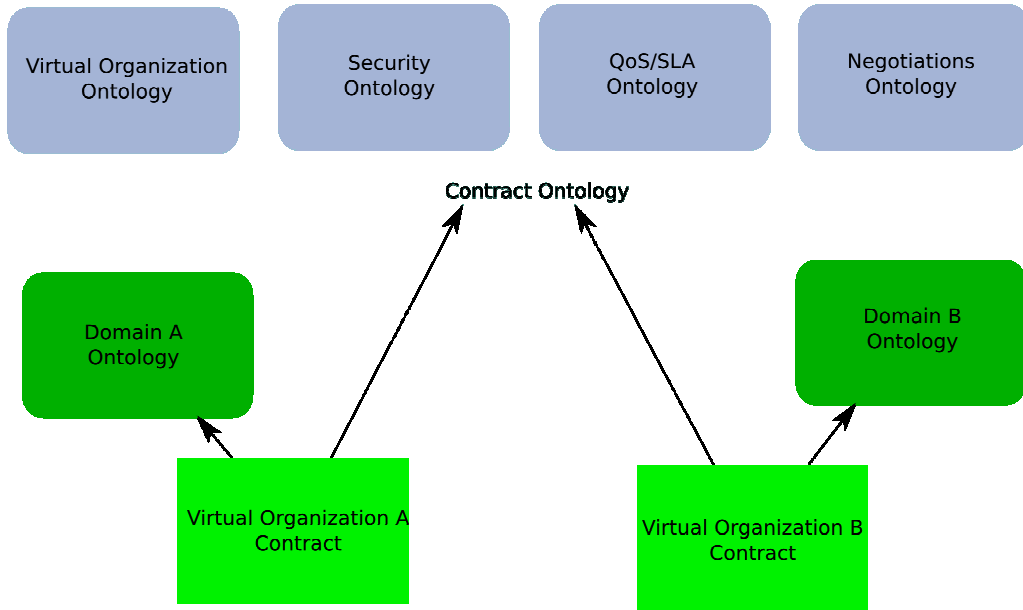 Virtual Organization
Ontology
Security
Ontology
QoS/SLA
Ontology
Negotiations
Ontology
Contract Ontology
Domain A
Ontology
Domain B
Ontology
Virtual Organization A
Contract
Virtual Organization B
Contract